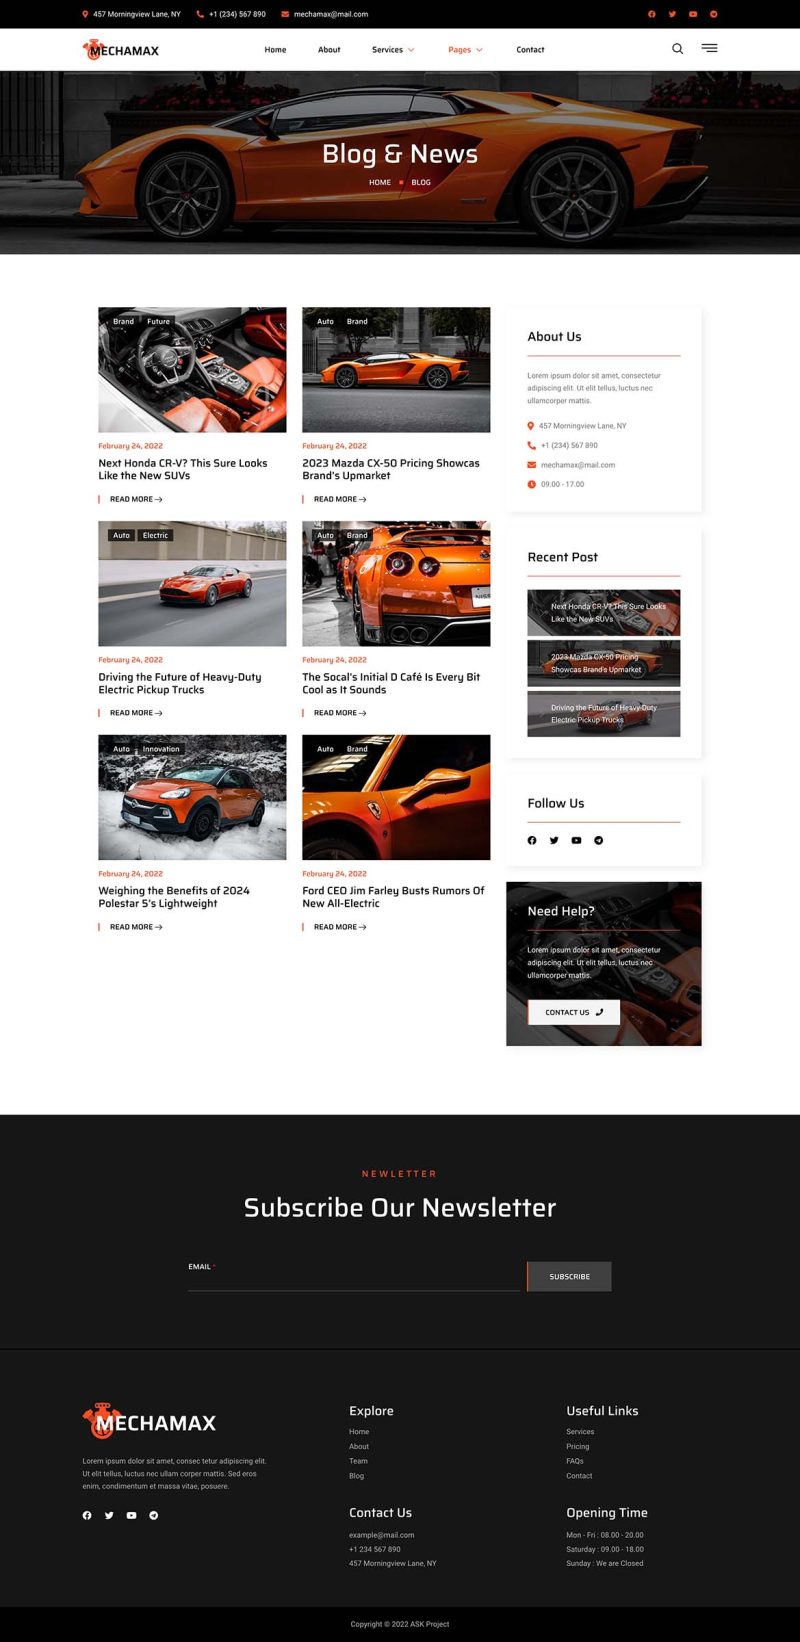 457 Morningview Lane, NY
+1 (234) 567 890
mechamax@mail.com
MECHAMAX
Home
About
Services
Pages
Contact
Blog & News
HOME
BLOG
Brand
Future
February 24, 2022
Next Honda CR-V? This Sure Looks
Like the New SUVs
READ MORE
Auto
Brand
February 24, 2022
2023 Mazda CX-50 Pricing Showcas
Brand's Upmarket
READ MORE
Auto
Electric
February 24, 2022
Driving the Future of Heavy-Duty
Electric Pickup Trucks
READ MORE
Auto
Brand
NISS
February 24, 2022
The Socal's Initial D Café Is Every Bit
Cool as It Sounds
READ MORE
Auto
Innovation
February 24, 2022
Weighing the Benefits of 2024
Polestar 5's Lightweight
READ MORE
Auto
Brand
February 24, 2022
Ford CEO Jim Farley Busts Rumors Of
New All-Electric
READ MORE
About Us
Lorem ipsum dolor sit amet, consectetur
adipiscing elit. Ut elit tellus, luctus nec
ullamcorper mattis.
457 Morningview Lane, NY
+1 (234) 567 890
mechamax@mail.com
09.00 - 17.00
Recent Post
Next Honda CR-V? This Sure Looks
Like the New SUVs
2023 Mazda CX-50 Pricing
Showcas Brand's Upmarket
Driving the Future of Heavy-Duty
Electric Pickup Trucks
Follow Us
Need Help?
Lorem ipsum dolor sit amet, consectetur
adipiscing elit. Ut elit tellus, luctus nec
ullamcorper mattis.
CONTACT US
NEWLETTER
Subscribe Our Newsletter
EMAIL *
SUBSCRIBE
MECHAMAX
Lorem ipsum dolor sit amet, consec tetur adipiscing elit.
Ut elit tellus, luctus nec ullam corper mattis. Sed eros
enim, condimentum et massa vitae, posuere.
Explore
Home
About
Team
Blog
Useful Links
Services
Pricing
FAQs
Contact
Contact Us
example@mail.com
+1 234 567 890
457 Morningview Lane, NY
Opening Time
Mon - Fri : 08.00 - 20.00
Saturday : 09.00 - 18.00
Sunday : We are Closed
Copyright © 2022 ASK Project